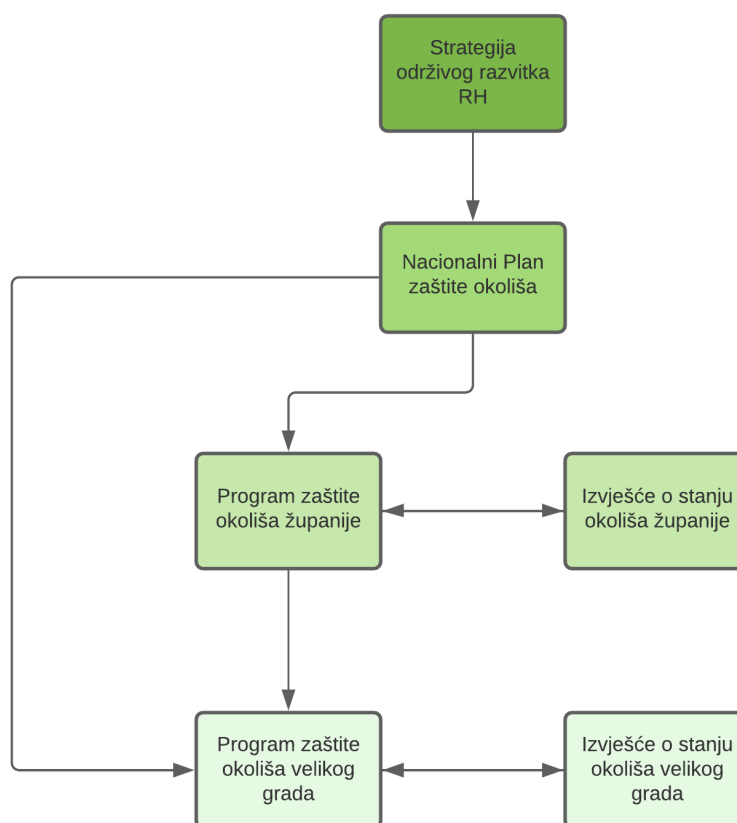 Strategija
održivog razvitka
RH
Nacionalni Plan
zaštite okoliša
Program zaštite
okoliša županije
Izvješće o stanju
okoliša županije
Program zaštite
okoliša velikog
grada
Izvješće o stanju
okoliša velikog
grada